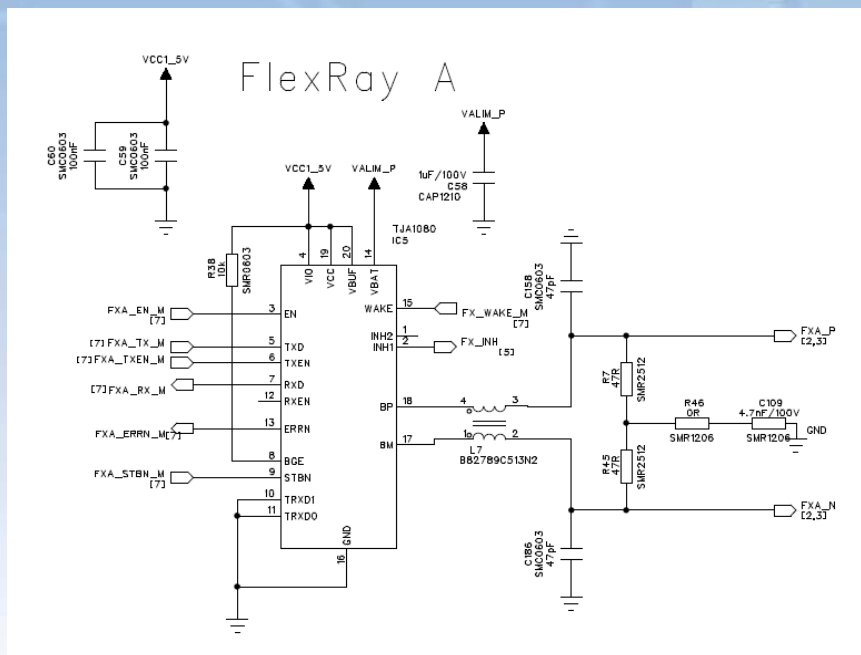 FlexRay A
VCC1_5V
C60
SMC0603
100nF
C59
SMC0603
100nF
VALIM_P
1uF/100V
C58
CAP1210
VCC1_5V
VALIM_P
TJA1080
IC5
R38
10k
SMR0603
4
19
20
14
VIO
VCC
VBUF
VBAT
C158
SMC0603
47pF
FXA_EN_M
[7]
3
EN
WAKE
15
FX_WAKE_M
[7]
INH2
1
INH1
2
FX_INH
[5]
[7]FXA_TX_M
5
TXD
[7]FXA_TXEN_M
6
TXEN
[7]FXA_RX_M
7
RXD
12
RXEN
FXA_ERRN_M[7]
13
ERRN
8
BGE
FXA_STBN_M
[7]
9
STBN
10
TRXD1
11
TRXD0
GND
16
BP
18
4
3
BM
17
1
2
L7
B82789C513N2
FXA_P
[2,3]
R7
47R
SMR2512
R46
0R
SMR1206
C109
4.7nF/100V
SMR1206
GND
R45
47R
SMR2512
FXA_N
[2,3]
C186
SMC0603
47pF